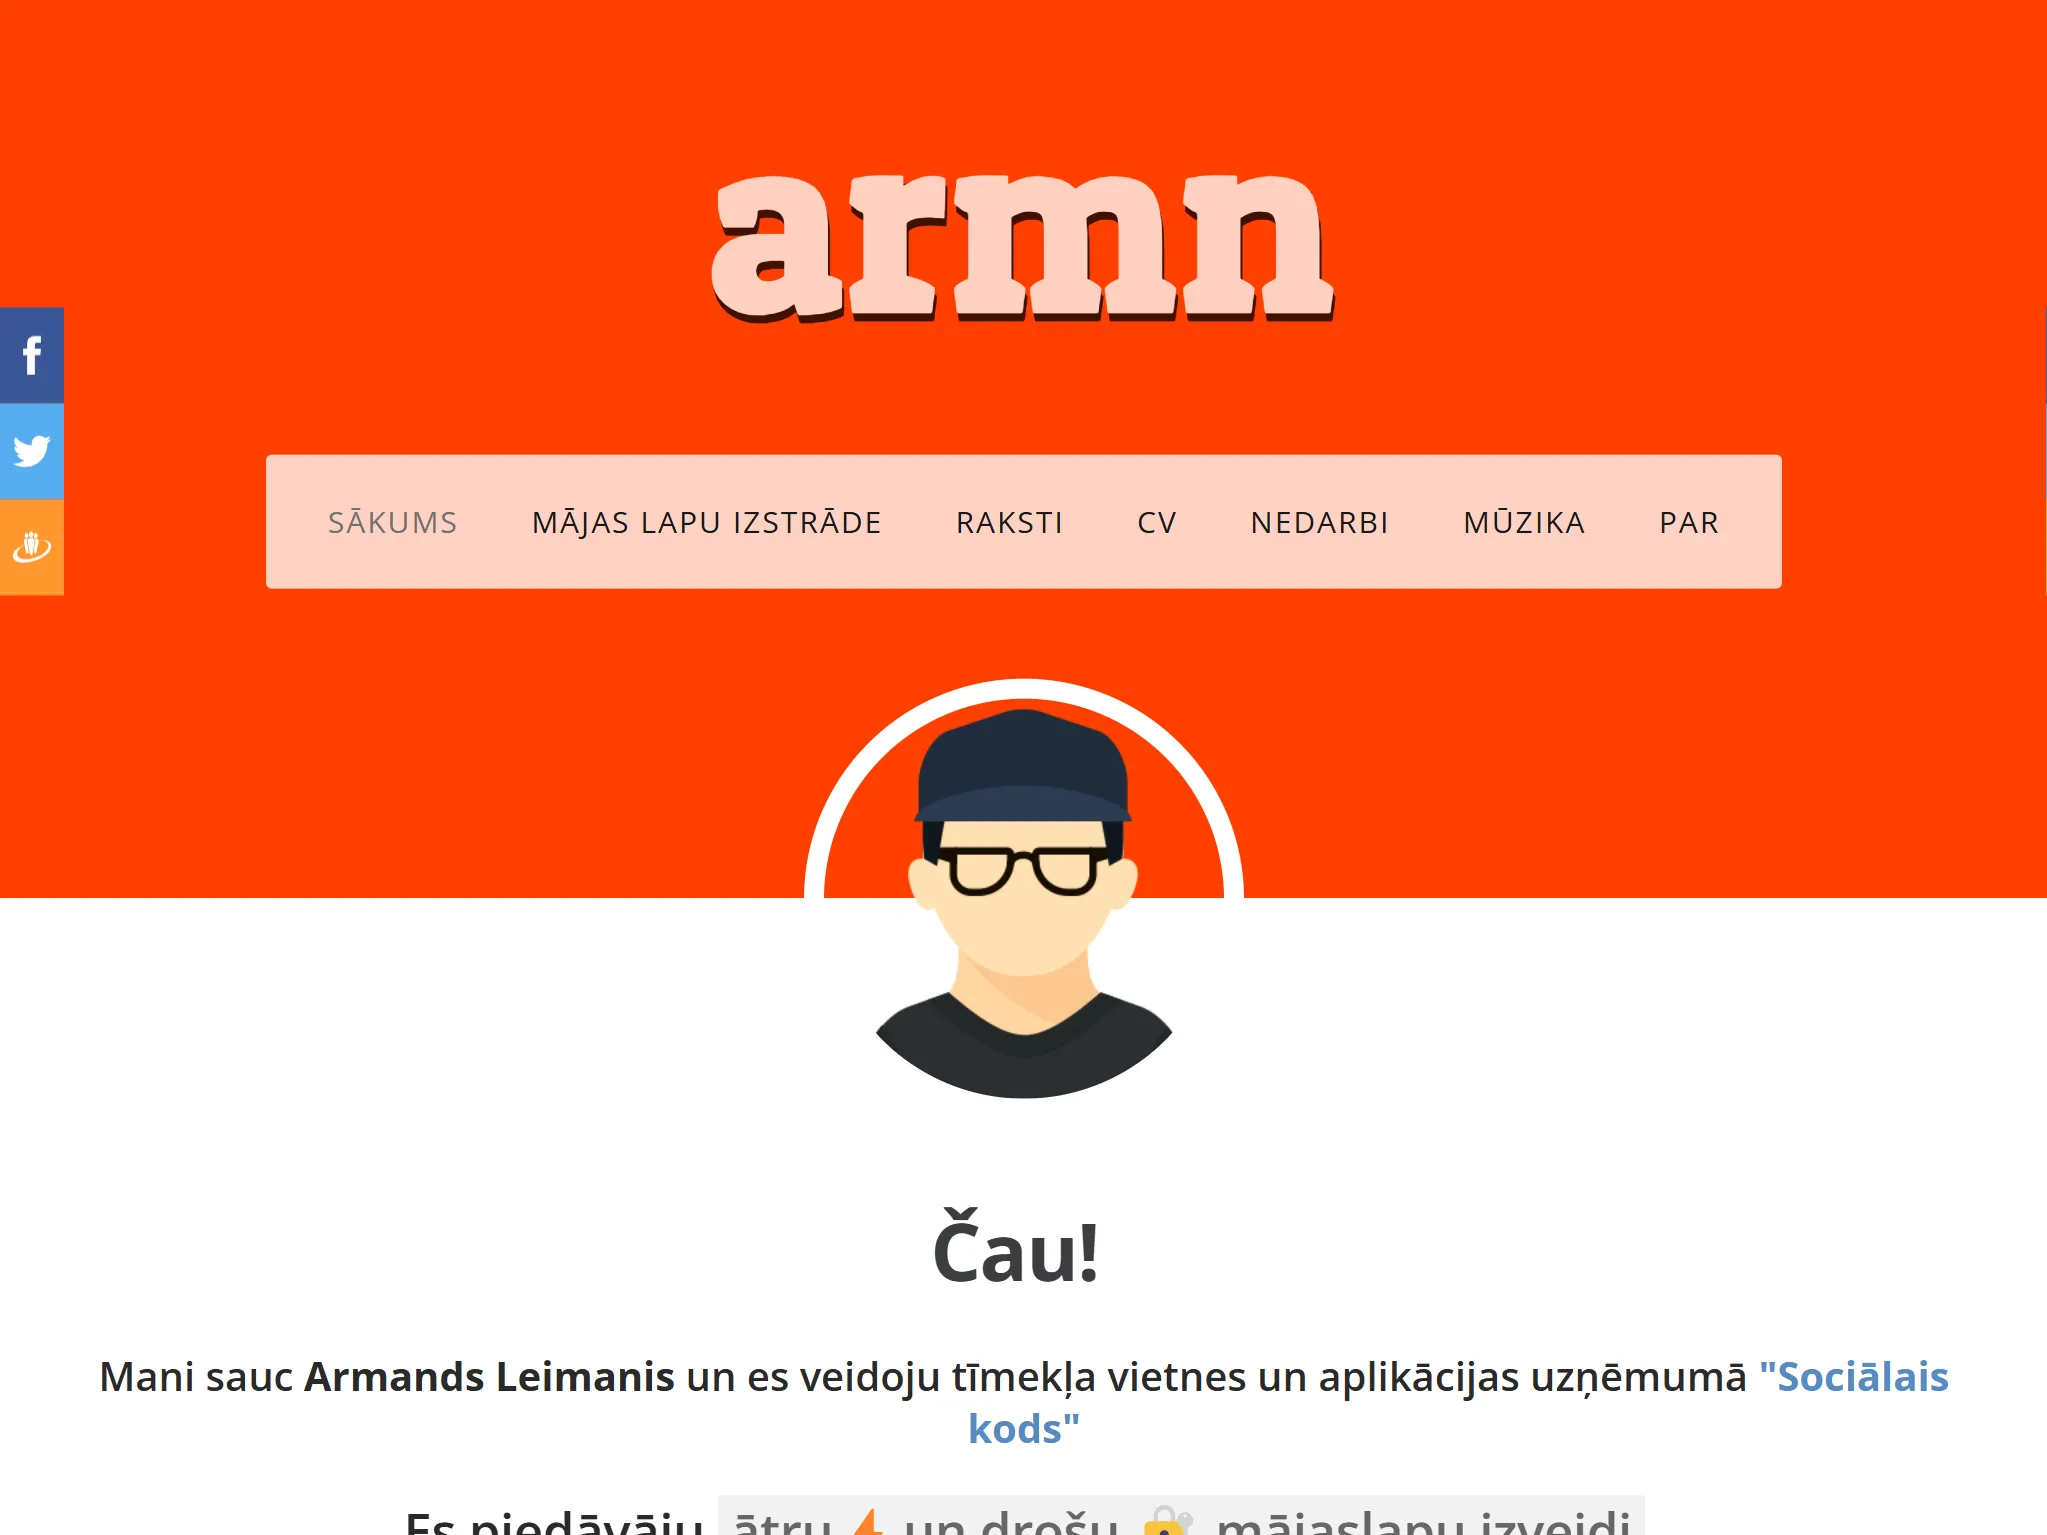 armn
SĀKUMS MĀJAS LAPU IZSTRĀDE RAKSTI CV NEDARBI MŪZIKA PAR
Čau!
Mani sauc Armands Leimanis un es veidoju tīmekļa vietnes un aplikācijas uzņēmumā "Sociālais
kods"
Es piedāvāju ātru un drošu mājaslapu izveidi